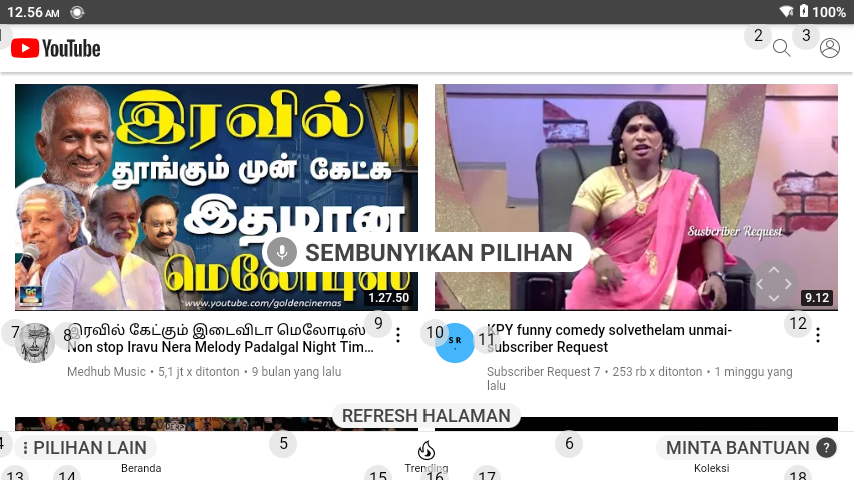 12.56 AM
100%
1
YouTube
2
3
இரவில்
தூங்கும் முன் கேட்க
இதமான
மெலோடிஸ்
GC
www.youtube.com/goldencinemas
1.27.50
Susbcriber Request
9.12
SEMBUNYIKAN PILIHAN
7
8
இரவில் கேட்கும் இடைவிடா மெலோடிஸ்
Non stop Iravu Nera Melody Padalgal Night Tim…
9
Medhub Music • 5,1 jt x ditonton • 9 bulan yang lalu
10
S R
11
KPY funny comedy solvethelam unmai-
subscriber Request
12
Subscriber Request 7 • 253 rb x ditonton • 1 minggu yang
lalu
REFRESH HALAMAN
4
PILIHAN LAIN
5
6
MINTA BANTUAN ?
Beranda
Trending
Koleksi
13
14
15
16
17
18